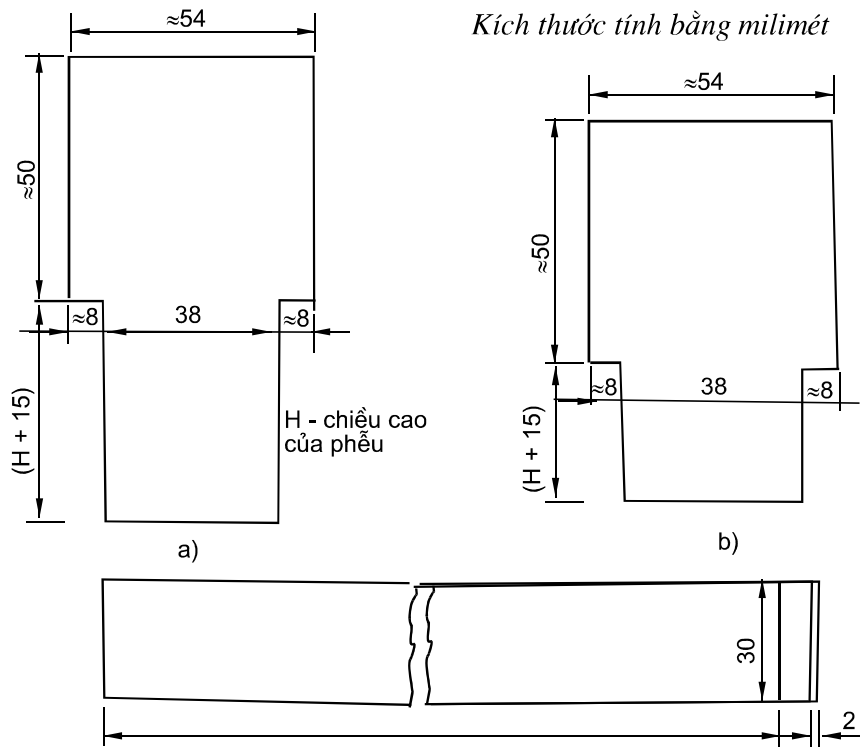 ≈54
Kích thước tính bằng milimét
≈54
≈50
≈50
≈8 38 ≈8
≈8 38 ≈8
(H + 15)
H - chiều cao
của phễu
(H + 15)
a)
b)
30
2